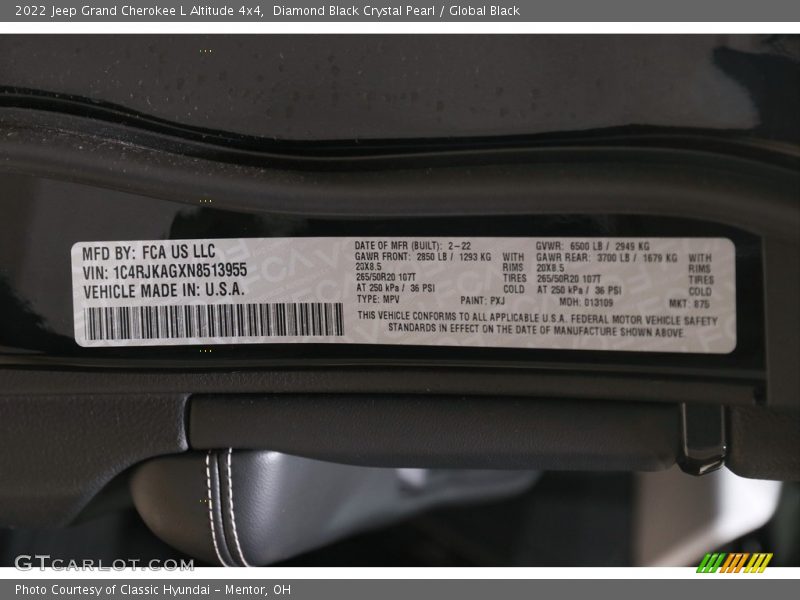 2022 Jeep Grand Cherokee L Altitude 4x4, Diamond Black Crystal Pearl / Global Black
MFD BY: FCA US LLC
VIN: 1C4RJKAGXN8513955
VEHICLE MADE IN: U.S.A.
DATE OF MFR (BUILT): 2-22
GAWR FRONT: 2850 LB / 1293 KG WITH
20X8.5 RIMS
265/50R20 107T TIRES
AT 250 kPa / 36 PSI COLD
TYPE: MPV PAINT: PXJ
GVWR: 6500 LB / 2949 KG
GAWR REAR: 3700 LB / 1679 KG WITH
20X8.5 RIMS
265/50R20 107T TIRES
AT 250 kPa / 36 PSI COLD
MDH: 013109 MKT: 875
THIS VEHICLE CONFORMS TO ALL APPLICABLE U.S.A. FEDERAL MOTOR VEHICLE SAFETY
STANDARDS IN EFFECT ON THE DATE OF MANUFACTURE SHOWN ABOVE.
GTCARLOT.COM
Photo Courtesy of Classic Hyundai - Mentor, OH